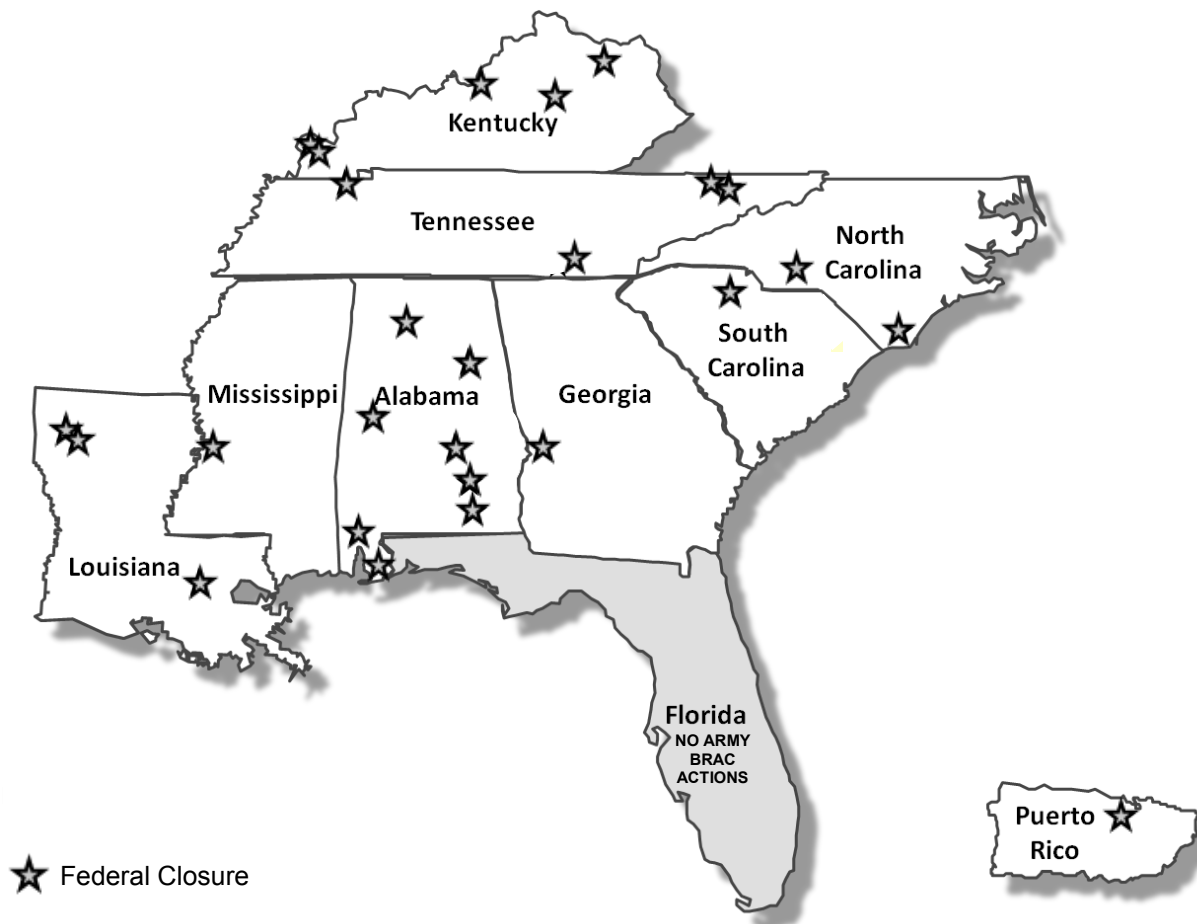 Kentucky
Tennessee
North
Carolina
South
Carolina
Mississippi
Alabama
Georgia
Louisiana
Florida
NO ARMY
BRAC
ACTIONS
Puerto
Rico
Federal Closure